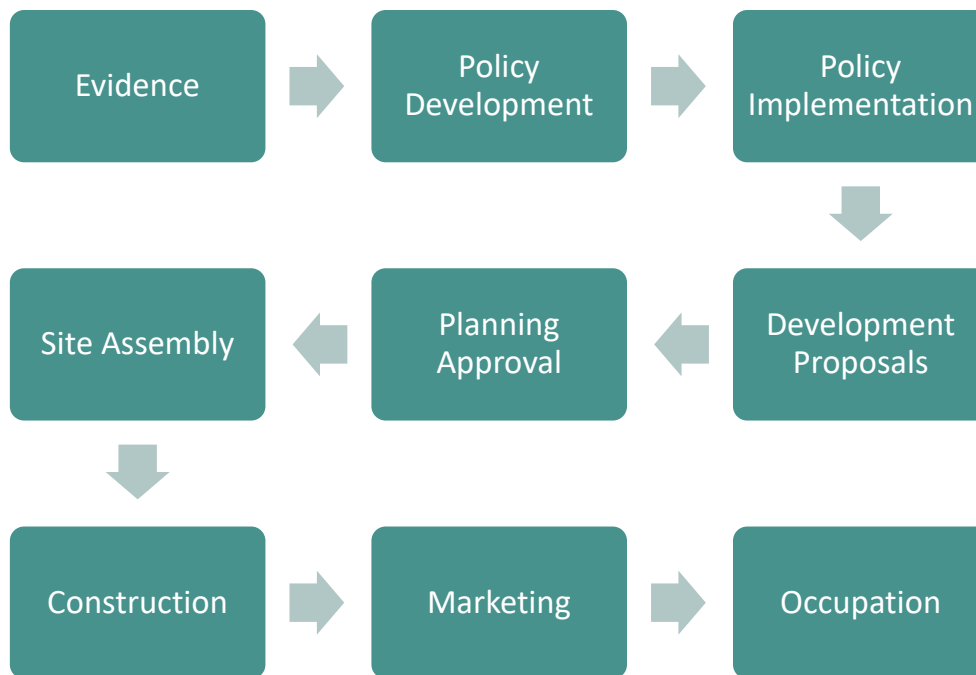 Evidence
Policy
Development
Policy
Implementation
Development
Proposals
Planning
Approval
Site Assembly
Construction
Marketing
Occupation